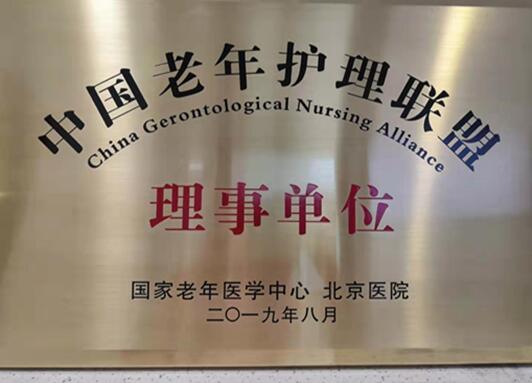 中国老年护理联盟
China Gerontological Nursing Alliance
理事单位
国家老年医学中心 北京医院
二〇一九年八月